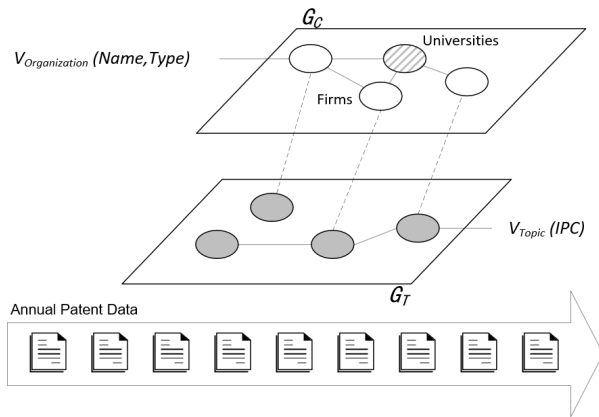 G_C
V_Organization (Name,Type)
Universities
Firms
V_Topic (IPC)
G_T
Annual Patent Data